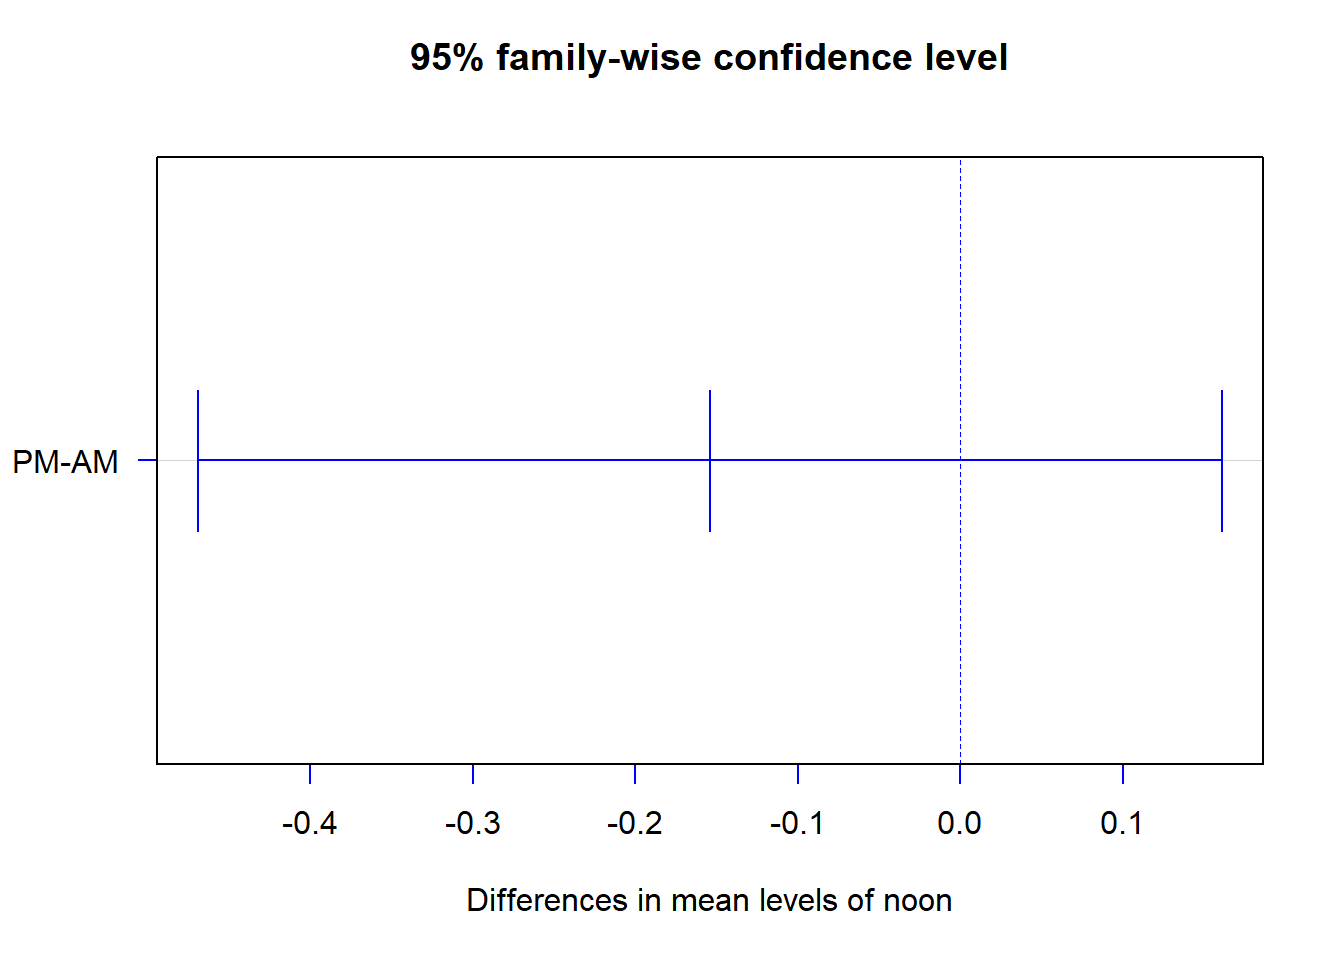 95% family-wise confidence level
PM-AM
-0.4 -0.3 -0.2 -0.1 0.0 0.1
Differences in mean levels of noon